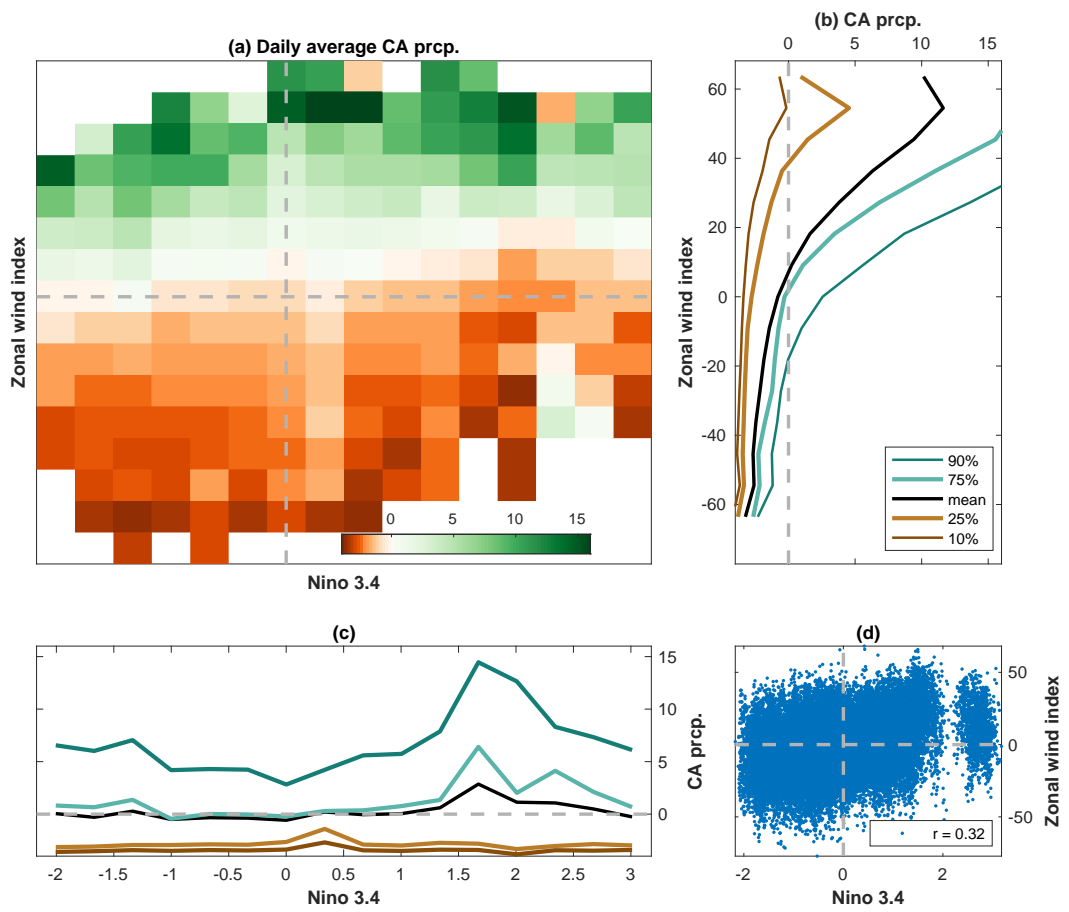 (a) Daily average CA prcp.
Zonal wind index
0 5 10 15
Nino 3.4
(b) CA prcp.
0 5 10 15
60
40
20
0
-20
-40
-60
Zonal wind index
90%
75%
mean
25%
10%
(c)
15
10
5
0
CA prcp.
-2 -1.5 -1 -0.5 0 0.5 1 1.5 2 2.5 3
Nino 3.4
(d)
50
0
-50
Zonal wind index
r = 0.32
-2 0 2
Nino 3.4